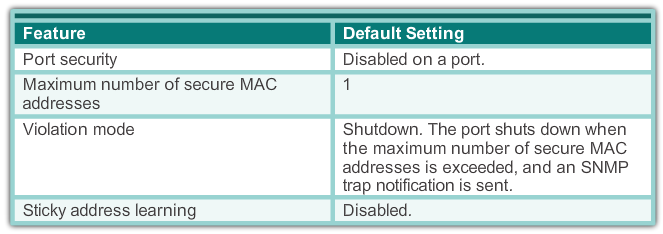 Feature
Default Setting
Port security
Disabled on a port.
Maximum number of secure MAC
addresses
1
Violation mode
Shutdown. The port shuts down when
the maximum number of secure MAC
addresses is exceeded, and an SNMP
trap notification is sent.
Sticky address learning
Disabled.